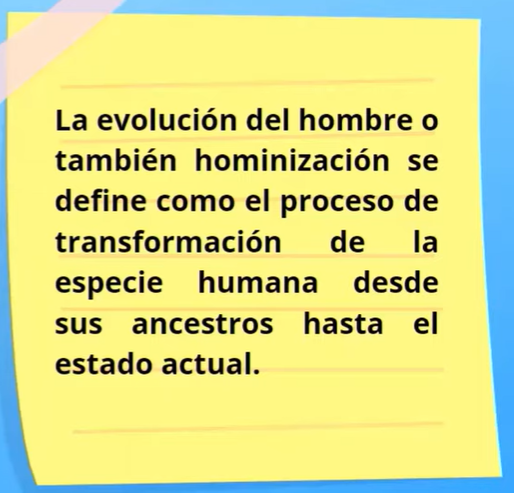 La evolución del hombre o
también hominización se
define como el proceso de
transformación de la
especie humana desde
sus ancestros hasta el
estado actual.